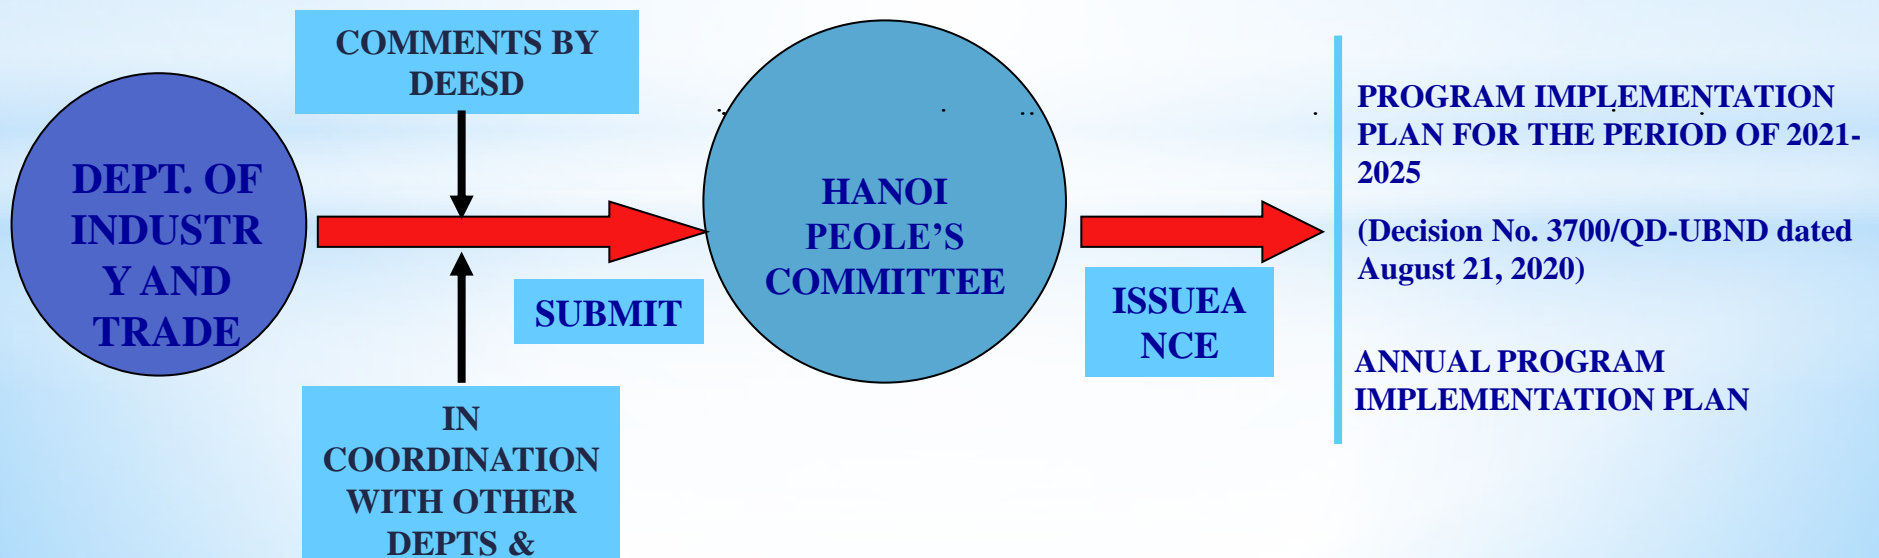 COMMENTS BY
DEESD
DEPT. OF
INDUSTR
Y AND
TRADE
SUBMIT
IN
COORDINATION
WITH OTHER
DEPTS &
HANOI
PEOLE'S
COMMITTEE
ISSUEA
NCE
PROGRAM IMPLEMENTATION
PLAN FOR THE PERIOD OF 2021-
2025
(Decision No. 3700/QD-UBND dated
August 21, 2020)
ANNUAL PROGRAM
IMPLEMENTATION PLAN